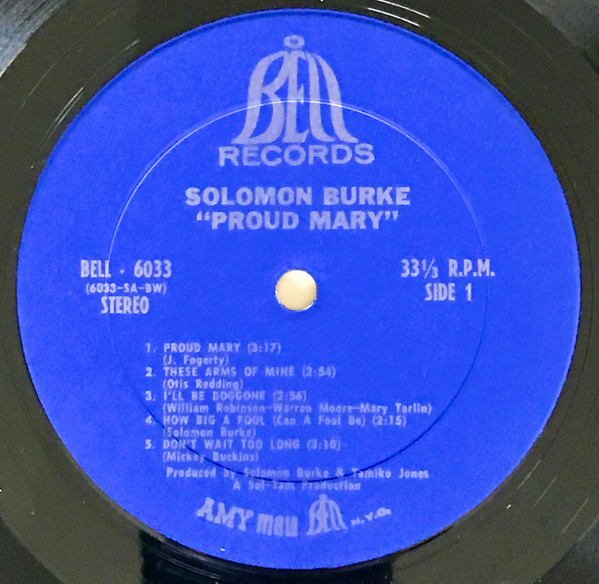 BELL
RECORDS
SOLOMON BURKE
"PROUD MARY"
BELL · 6033
(6033-SA-BW)
STEREO
33⅓ R.P.M.
SIDE 1
1. PROUD MARY (3:17)
(J. Fogerty)
2. THESE ARMS OF MINE (2:54)
(Otis Redding)
3. I'LL BE DOGGONE (2:56)
(William Robinson-Warren Moore-Mary Tarlin)
4. HOW BIG A FOOL (Can A Fool Be) (2:15)
(Solomon Burke)
5. DON'T WAIT TOO LONG (3:10)
(Mickey Buckins)
Produced by Solomon Burke & Tamiko Jones
A Sol-Tam Production
AMY mala BELL N.Y.C.